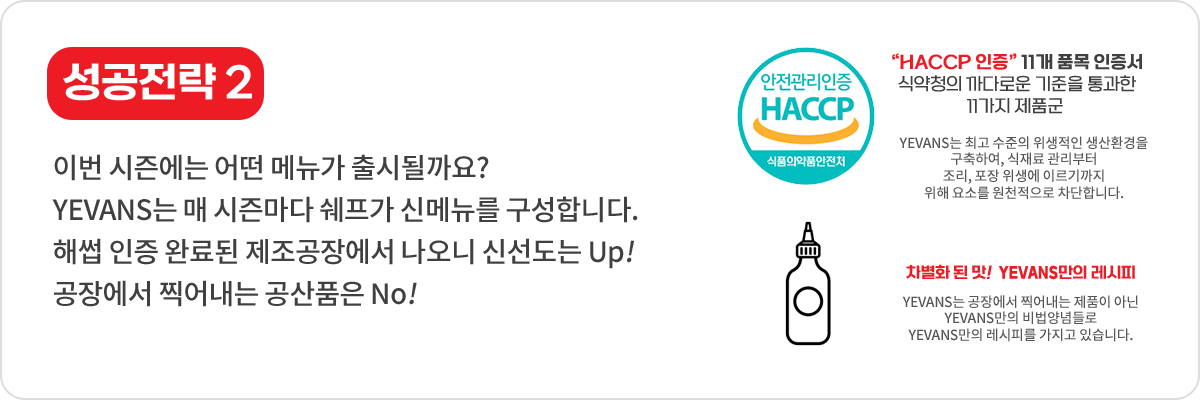 성공전략 2
이번 시즌에는 어떤 메뉴가 출시될까요?
YEVANS는 매 시즌마다 쉐프가 신메뉴를 구성합니다.
해썹 인증 완료된 제조공장에서 나오니 신선도는 Up!
공장에서 찍어내는 공산품은 No!
안전관리인증
HACCP
식품의약품안전처
“HACCP 인증” 11개 품목 인증서
식약청의 까다로운 기준을 통과한
11가지 제품군
YEVANS는 최고 수준의 위생적인 생산환경을
구축하여, 식재료 관리부터
조리, 포장 위생에 이르기까지
위해 요소를 원천적으로 차단합니다.
차별화 된 맛! YEVANS만의 레시피
YEVANS는 공장에서 찍어내는 제품이 아닌
YEVANS만의 비법양념들로
YEVANS만의 레시피를 가지고 있습니다.